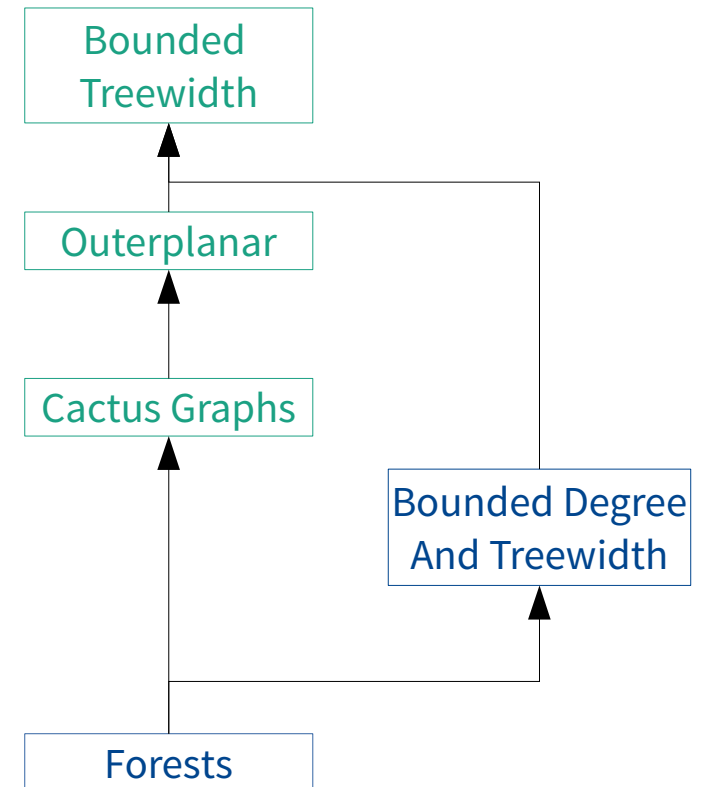 Bounded
Treewidth
Outerplanar
Cactus Graphs
Bounded Degree
And Treewidth
Forests